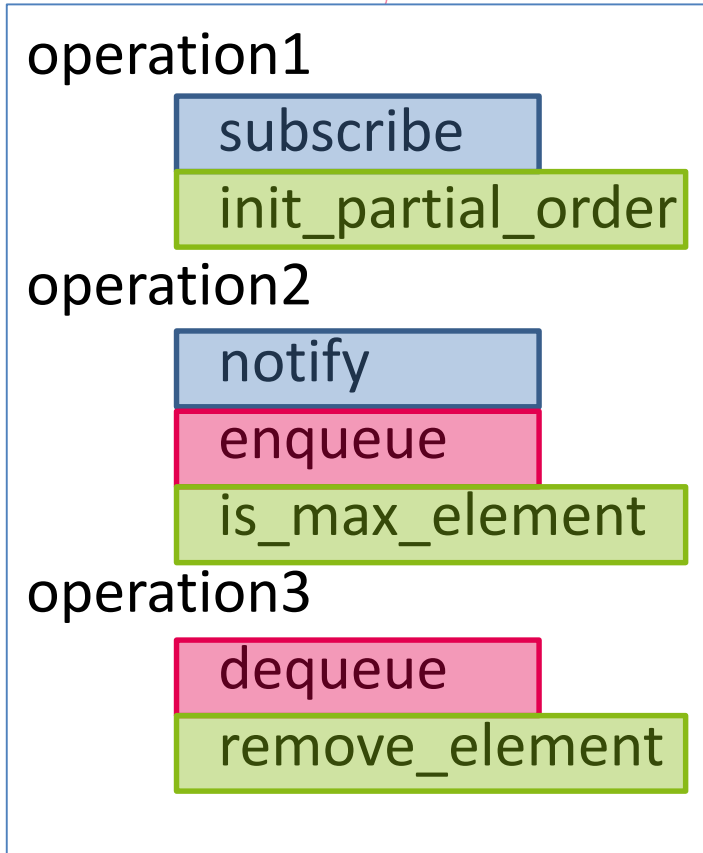 operation1
subscribe
init_partial_order
operation2
notify
enqueue
is_max_element
operation3
dequeue
remove_element